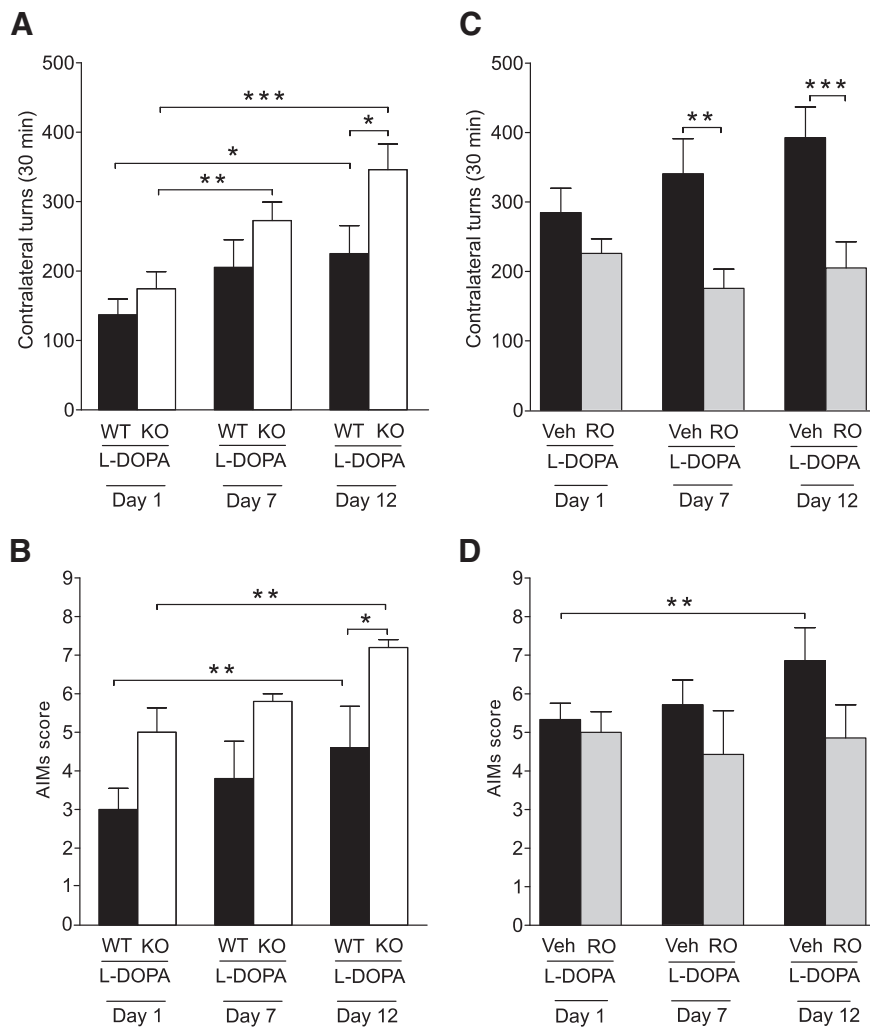 A
Contralateral turns (30 min)
500
400
300
200
100
0
***
*
*
**
WT KO WT KO WT KO
L-DOPA L-DOPA L-DOPA
Day 1 Day 7 Day 12
C
Contralateral turns (30 min)
500
400
300
200
100
0
**
***
Veh RO Veh RO Veh RO
L-DOPA L-DOPA L-DOPA
Day 1 Day 7 Day 12
B
AIMs score
9
8
7
6
5
4
3
2
1
0
**
*
**
WT KO WT KO WT KO
L-DOPA L-DOPA L-DOPA
Day 1 Day 7 Day 12
D
AIMs score
9
8
7
6
5
4
3
2
1
0
**
Veh RO Veh RO Veh RO
L-DOPA L-DOPA L-DOPA
Day 1 Day 7 Day 12